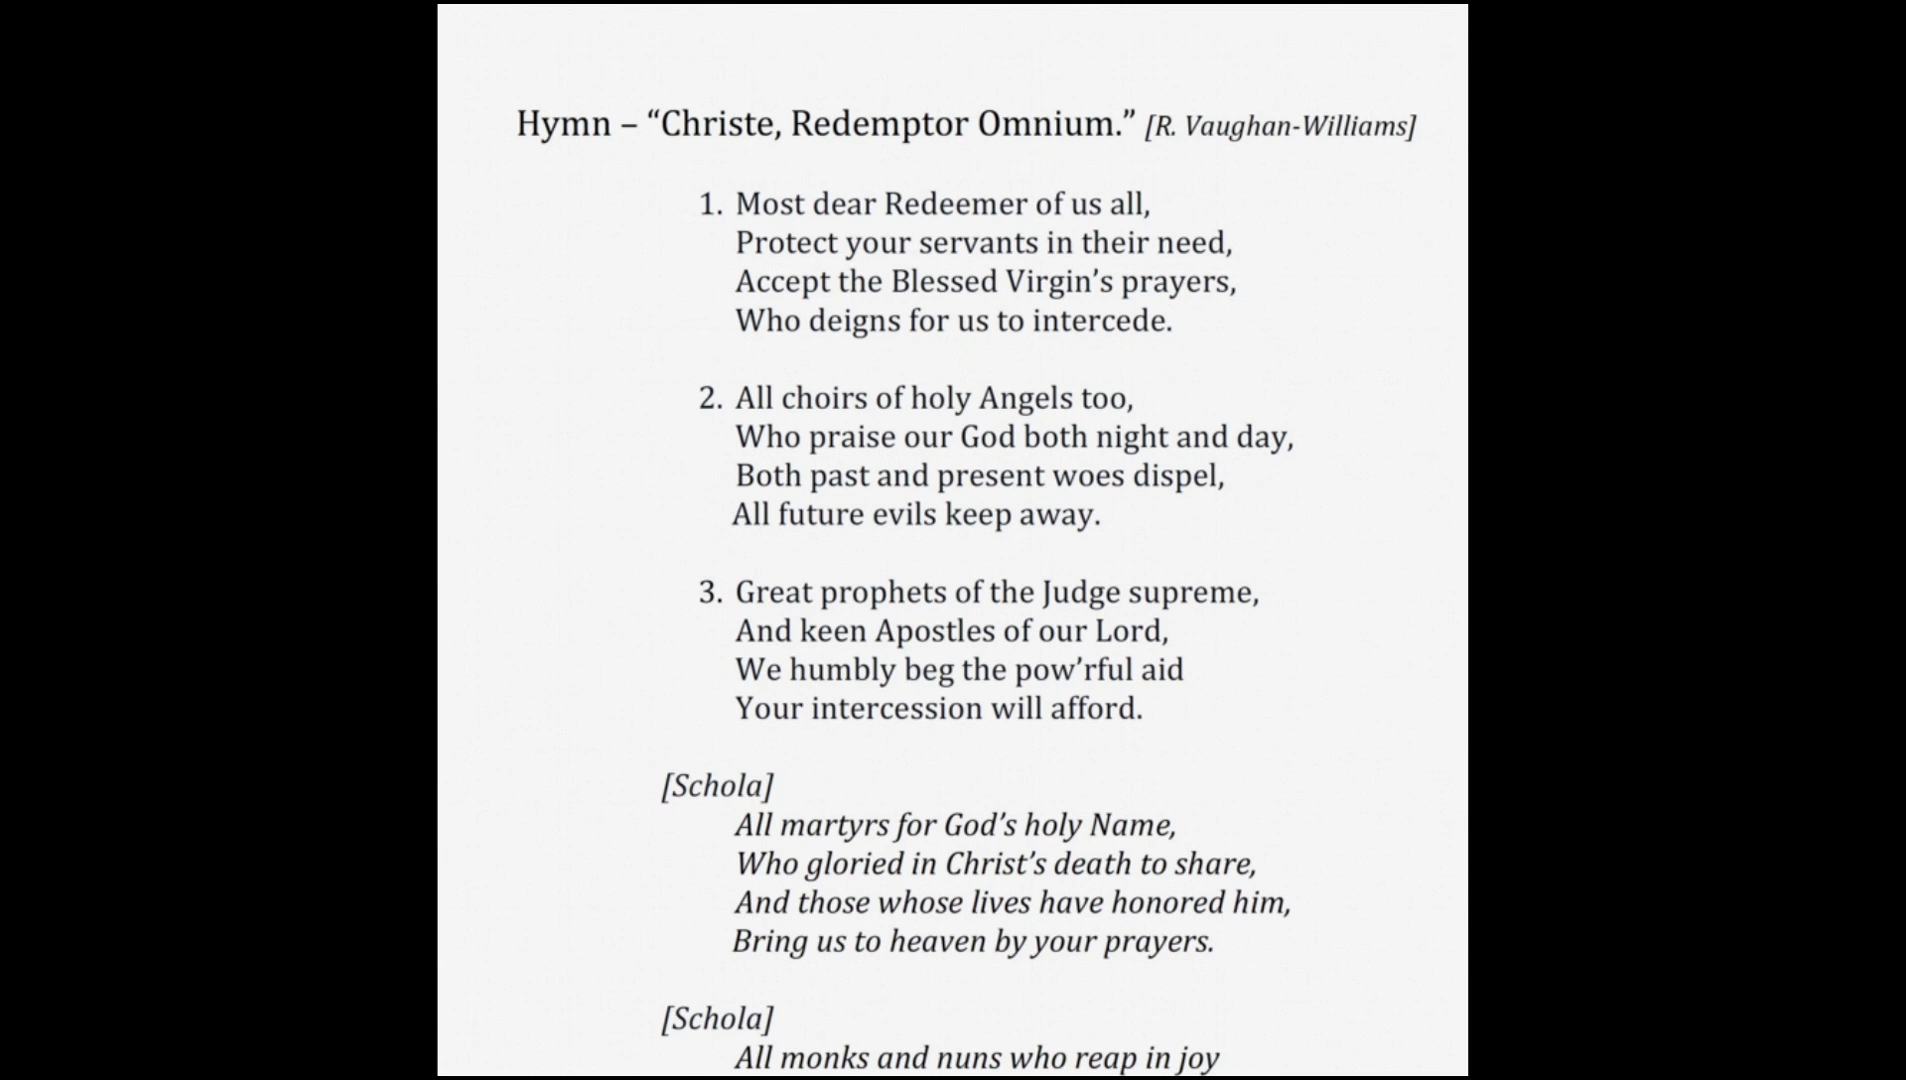 Hymn – “Christe, Redemptor Omnium.” [R. Vaughan-Williams]
1. Most dear Redeemer of us all,
Protect your servants in their need,
Accept the Blessed Virgin’s prayers,
Who deigns for us to intercede.
2. All choirs of holy Angels too,
Who praise our God both night and day,
Both past and present woes dispel,
All future evils keep away.
3. Great prophets of the Judge supreme,
And keen Apostles of our Lord,
We humbly beg the pow’rful aid
Your intercession will afford.
[Schola]
All martyrs for God’s holy Name,
Who gloried in Christ’s death to share,
And those whose lives have honored him,
Bring us to heaven by your prayers.
[Schola]
All monks and nuns who reap in joy